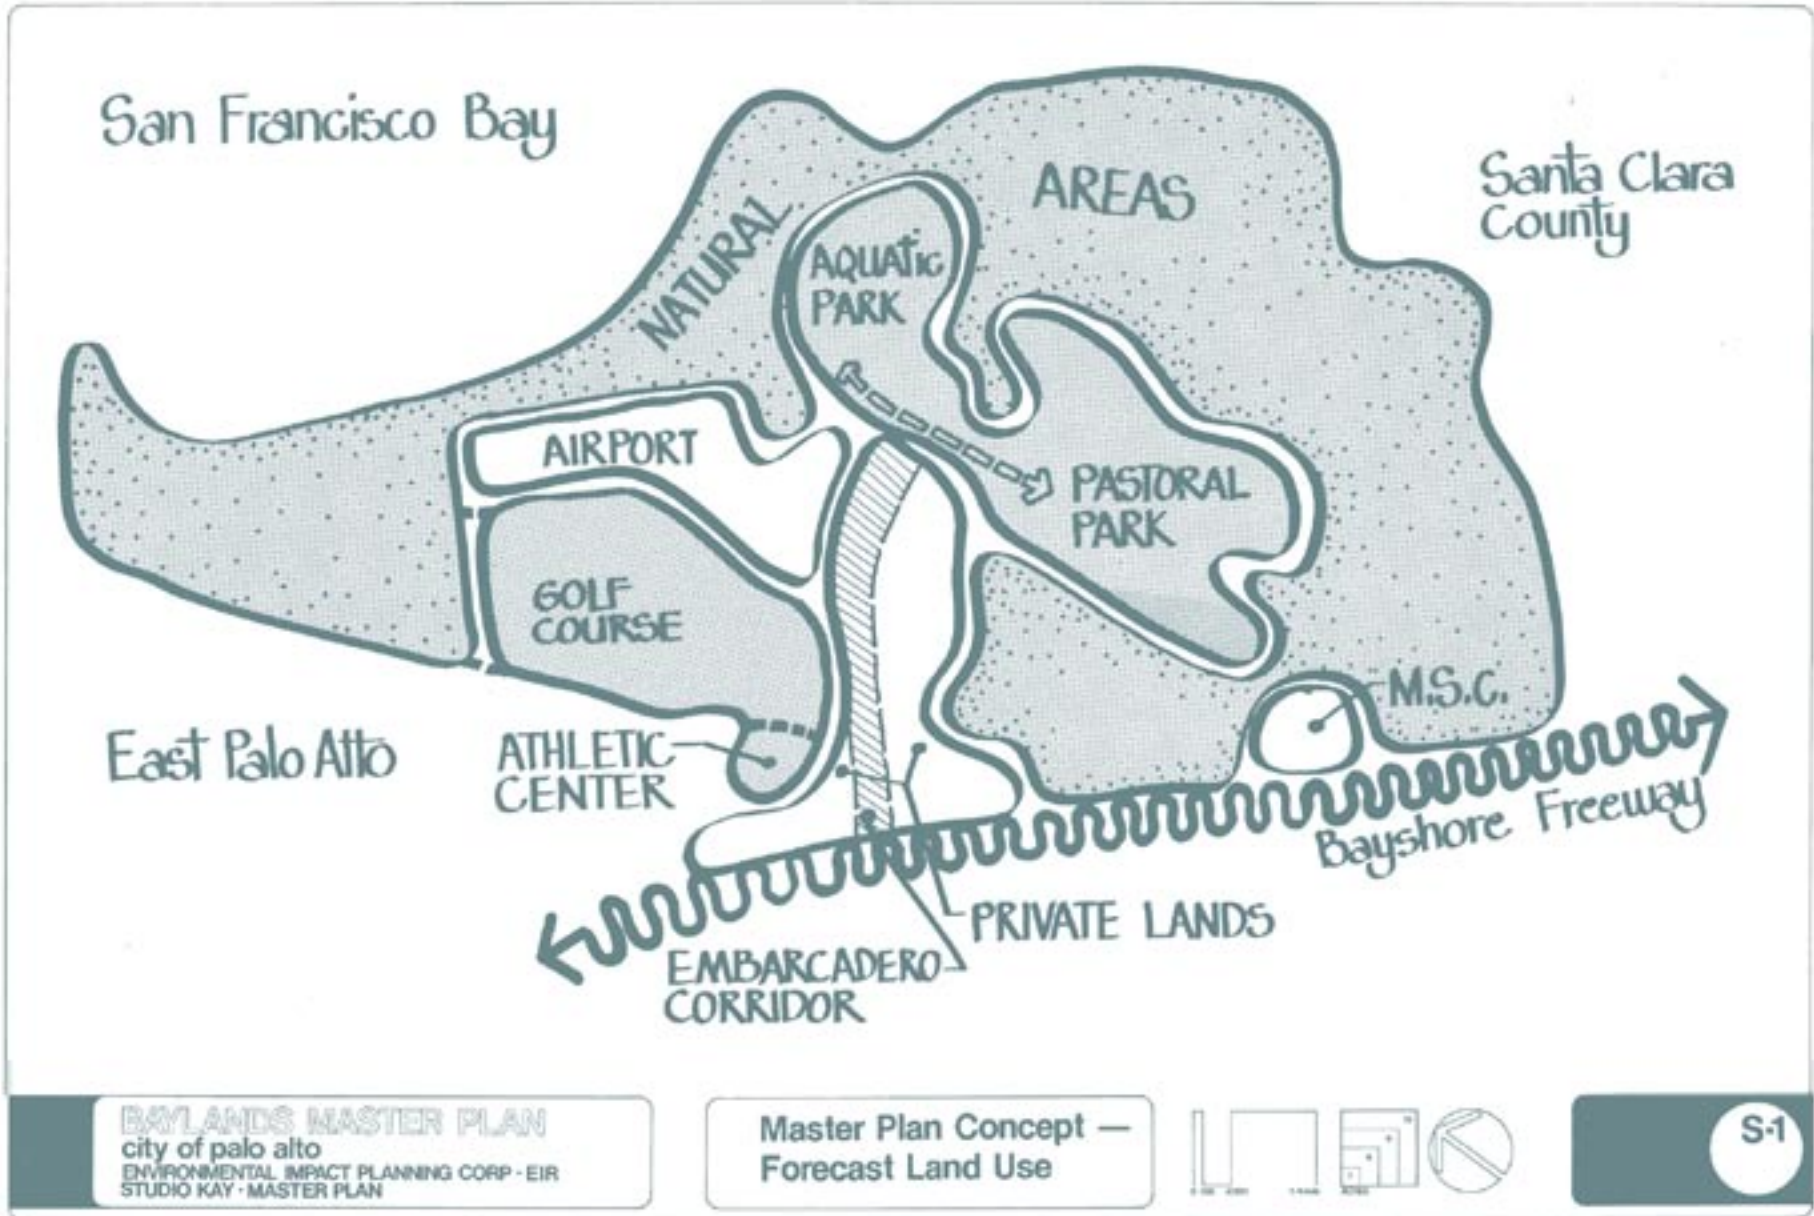 San Francisco Bay
Santa Clara
County
NATURAL
AREAS
AQUATIC
PARK
AIRPORT
PASTORAL
PARK
GOLF
COURSE
M.S.C.
East Palo Alto
ATHLETIC
CENTER
Bayshore Freeway
PRIVATE LANDS
EMBARCADERO
CORRIDOR
BAYLANDS MASTER PLAN
city of palo alto
ENVIRONMENTAL IMPACT PLANNING CORP - EIR
STUDIO KAY - MASTER PLAN
Master Plan Concept —
Forecast Land Use
S-1